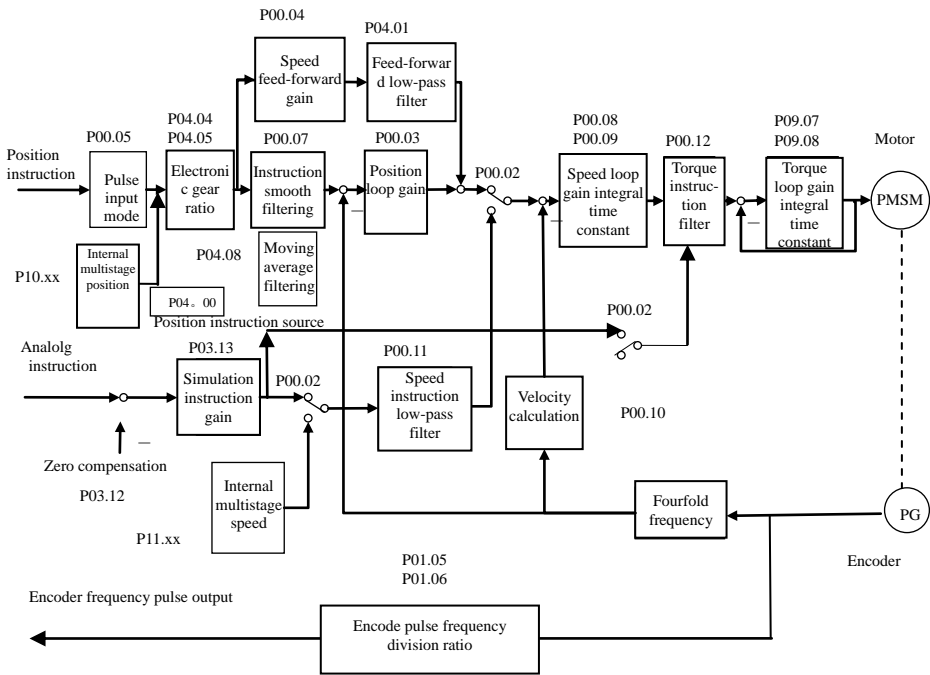 P00.04
P04.01
Speed
feed-forward
gain
Feed-forwar
d low-pass
filter
P04.04
P04.05
P00.05
P00.07
P00.03
P00.08
P00.09
P00.12
P09.07
P09.08
Motor
Position
instruction
Pulse
input
mode
Electroni
c gear
ratio
Instruction
smooth
filtering
Position
loop gain
P00.02
Speed loop
gain integral
time
constant
Torque
instruc-
tion
filter
Torque
loop gain
integral
time
constant
PMSM
—
—
—
P10.xx
Internal
multistage
position
P04.08
Moving
average
filtering
P04。00
Position instruction source
P00.02
Analolg
instruction
P03.13
Simulation
instruction
gain
P00.02
P00.11
Speed
instruction
low-pass
filter
Velocity
calculation
P00.10
—
Zero compensation
P03.12
Internal
multistage
speed
P11.xx
Fourfold
frequency
PG
Encoder
P01.05
P01.06
Encoder frequency pulse output
Encode pulse frequency
division ratio